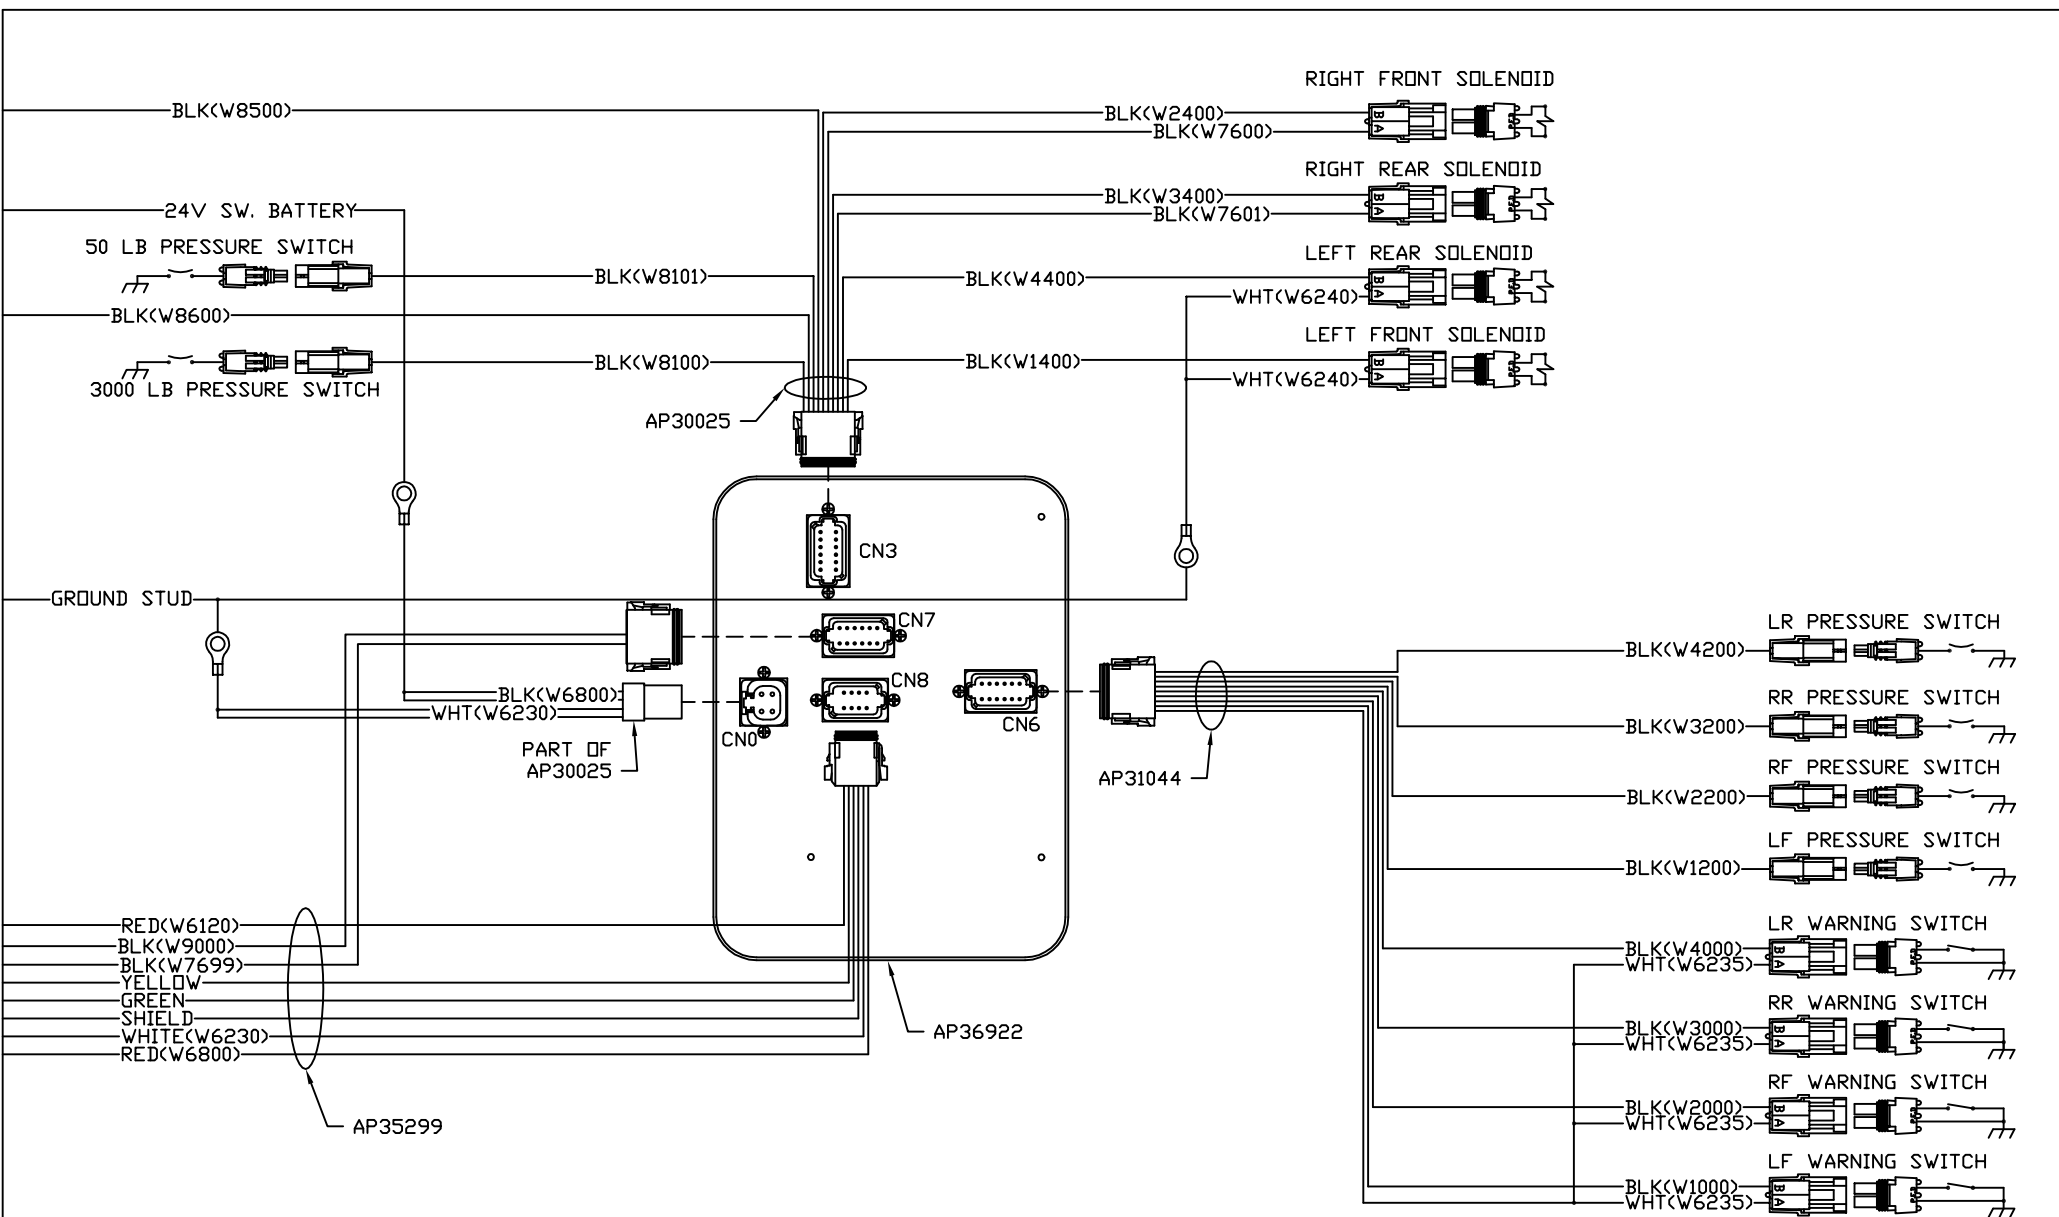 RIGHT FRONT SOLENOID
BLK(W8500)
BLK(W2400)
BLK(W7600)
B
A
RIGHT REAR SOLENOID
BLK(W3400)
BLK(W7601)
B
A
24V SW. BATTERY
50 LB PRESSURE SWITCH
BLK(W8101)
LEFT REAR SOLENOID
BLK(W4400)
WHT(W6240)
B
A
BLK(W8600)
LEFT FRONT SOLENOID
BLK(W8100)
BLK(W1400)
WHT(W6240)
B
A
3000 LB PRESSURE SWITCH
AP30025
CN3
GROUND STUD
CN7
CN8
BLK(W6800)
WHT(W6230)
CN0
CN6
PART OF
AP30025
AP31044
LR PRESSURE SWITCH
BLK(W4200)
RR PRESSURE SWITCH
BLK(W3200)
RF PRESSURE SWITCH
BLK(W2200)
LF PRESSURE SWITCH
BLK(W1200)
RED(W6120)
BLK(W9000)
BLK(W7699)
YELLOW
GREEN
SHIELD
WHITE(W6230)
RED(W6800)
AP35299
AP36922
LR WARNING SWITCH
BLK(W4000)
WHT(W6235)
B
A
RR WARNING SWITCH
BLK(W3000)
WHT(W6235)
B
A
RF WARNING SWITCH
BLK(W2000)
WHT(W6235)
B
A
LF WARNING SWITCH
BLK(W1000)
WHT(W6235)
B
A